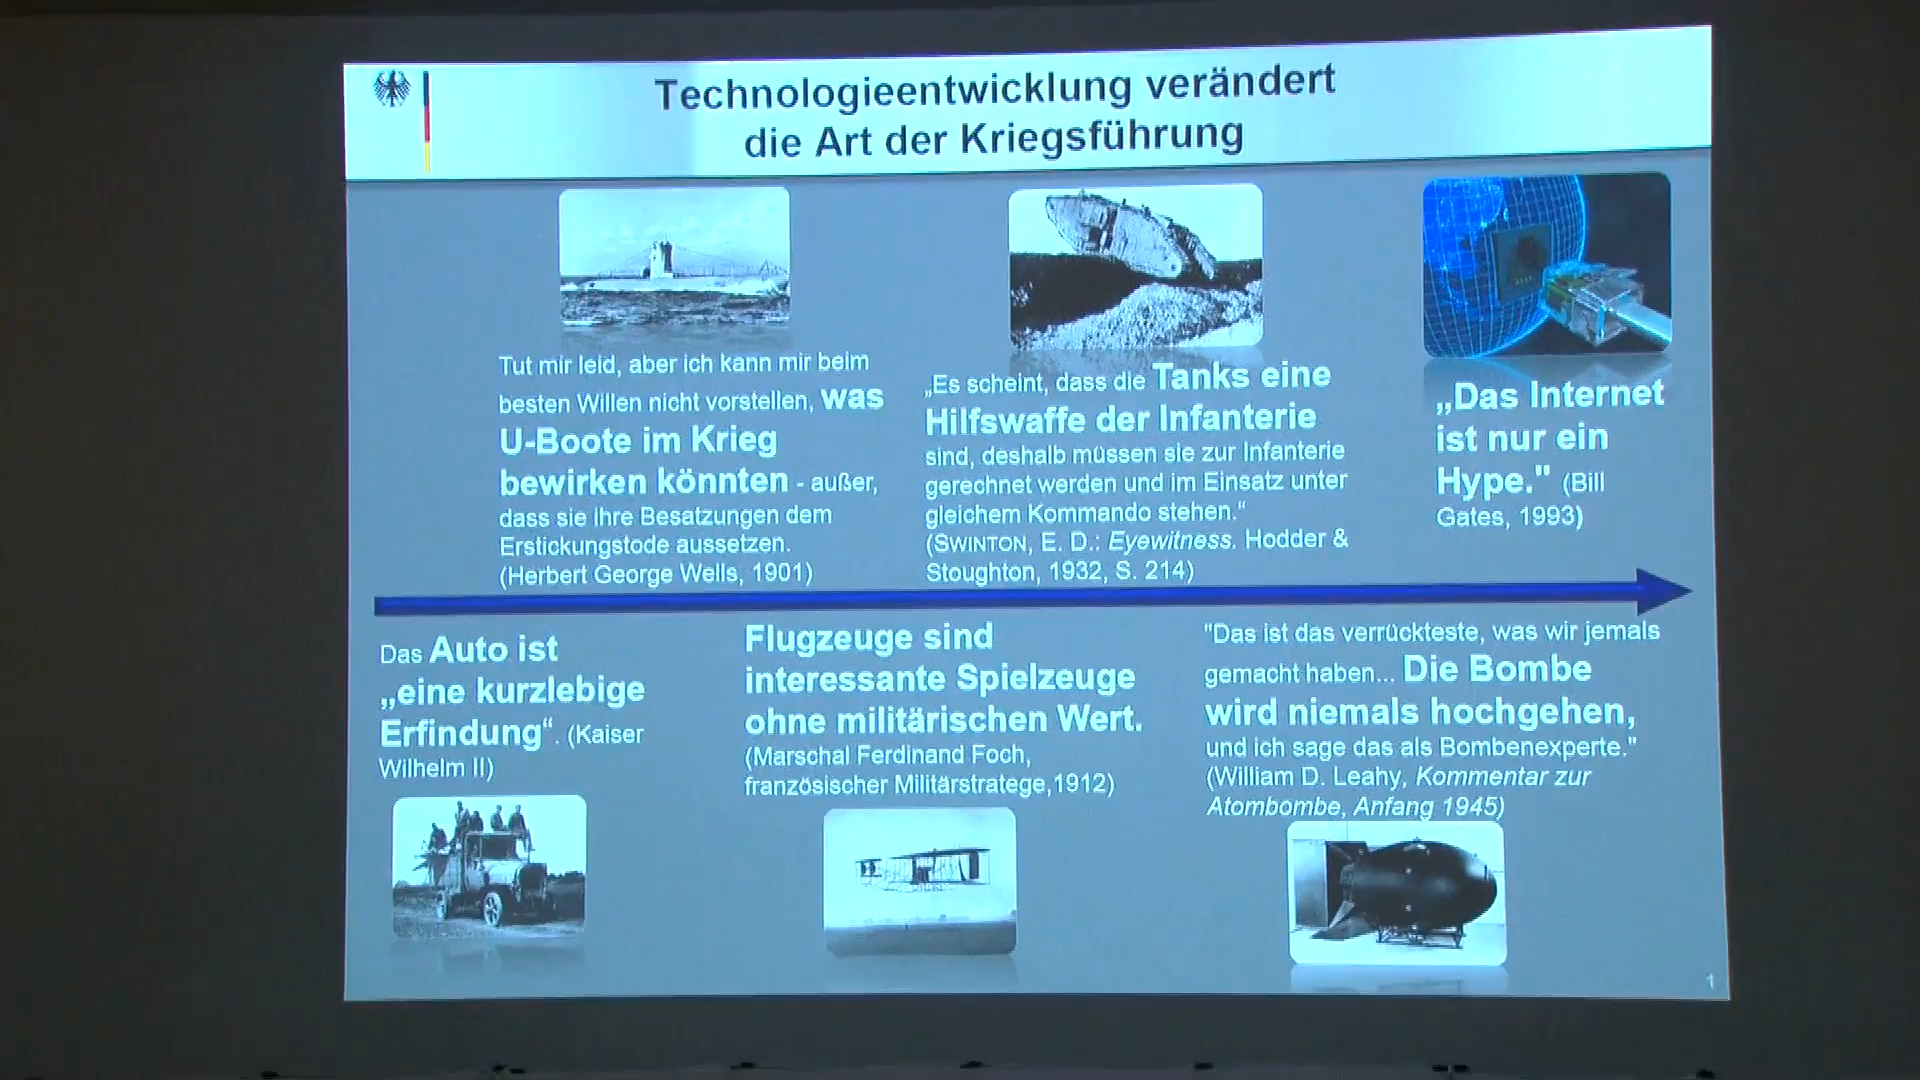 Technologieentwicklung verändert
die Art der Kriegsführung
Tut mir leid, aber ich kann mir beim
besten Willen nicht vorstellen, was
U-Boote im Krieg
bewirken könnten - außer,
dass sie ihre Besatzungen dem
Erstickungstode aussetzen.
(Herbert George Wells, 1901)
„Es scheint, dass die Tanks eine
Hilfswaffe der Infanterie
sind, deshalb müssen sie zur Infanterie
gerechnet werden und im Einsatz unter
gleichem Kommando stehen.“
(SWINTON, E. D.: Eyewitness. Hodder &
Stoughton, 1932, S. 214)
„Das Internet
ist nur ein
Hype." (Bill
Gates, 1993)
Das Auto ist
„eine kurzlebige
Erfindung“. (Kaiser
Wilhelm II)
Flugzeuge sind
interessante Spielzeuge
ohne militärischen Wert.
(Marschal Ferdinand Foch,
französischer Militärstratege,1912)
"Das ist das verrückteste, was wir jemals
gemacht haben... Die Bombe
wird niemals hochgehen,
und ich sage das als Bombenexperte."
(William D. Leahy, Kommentar zur
Atombombe, Anfang 1945)
1